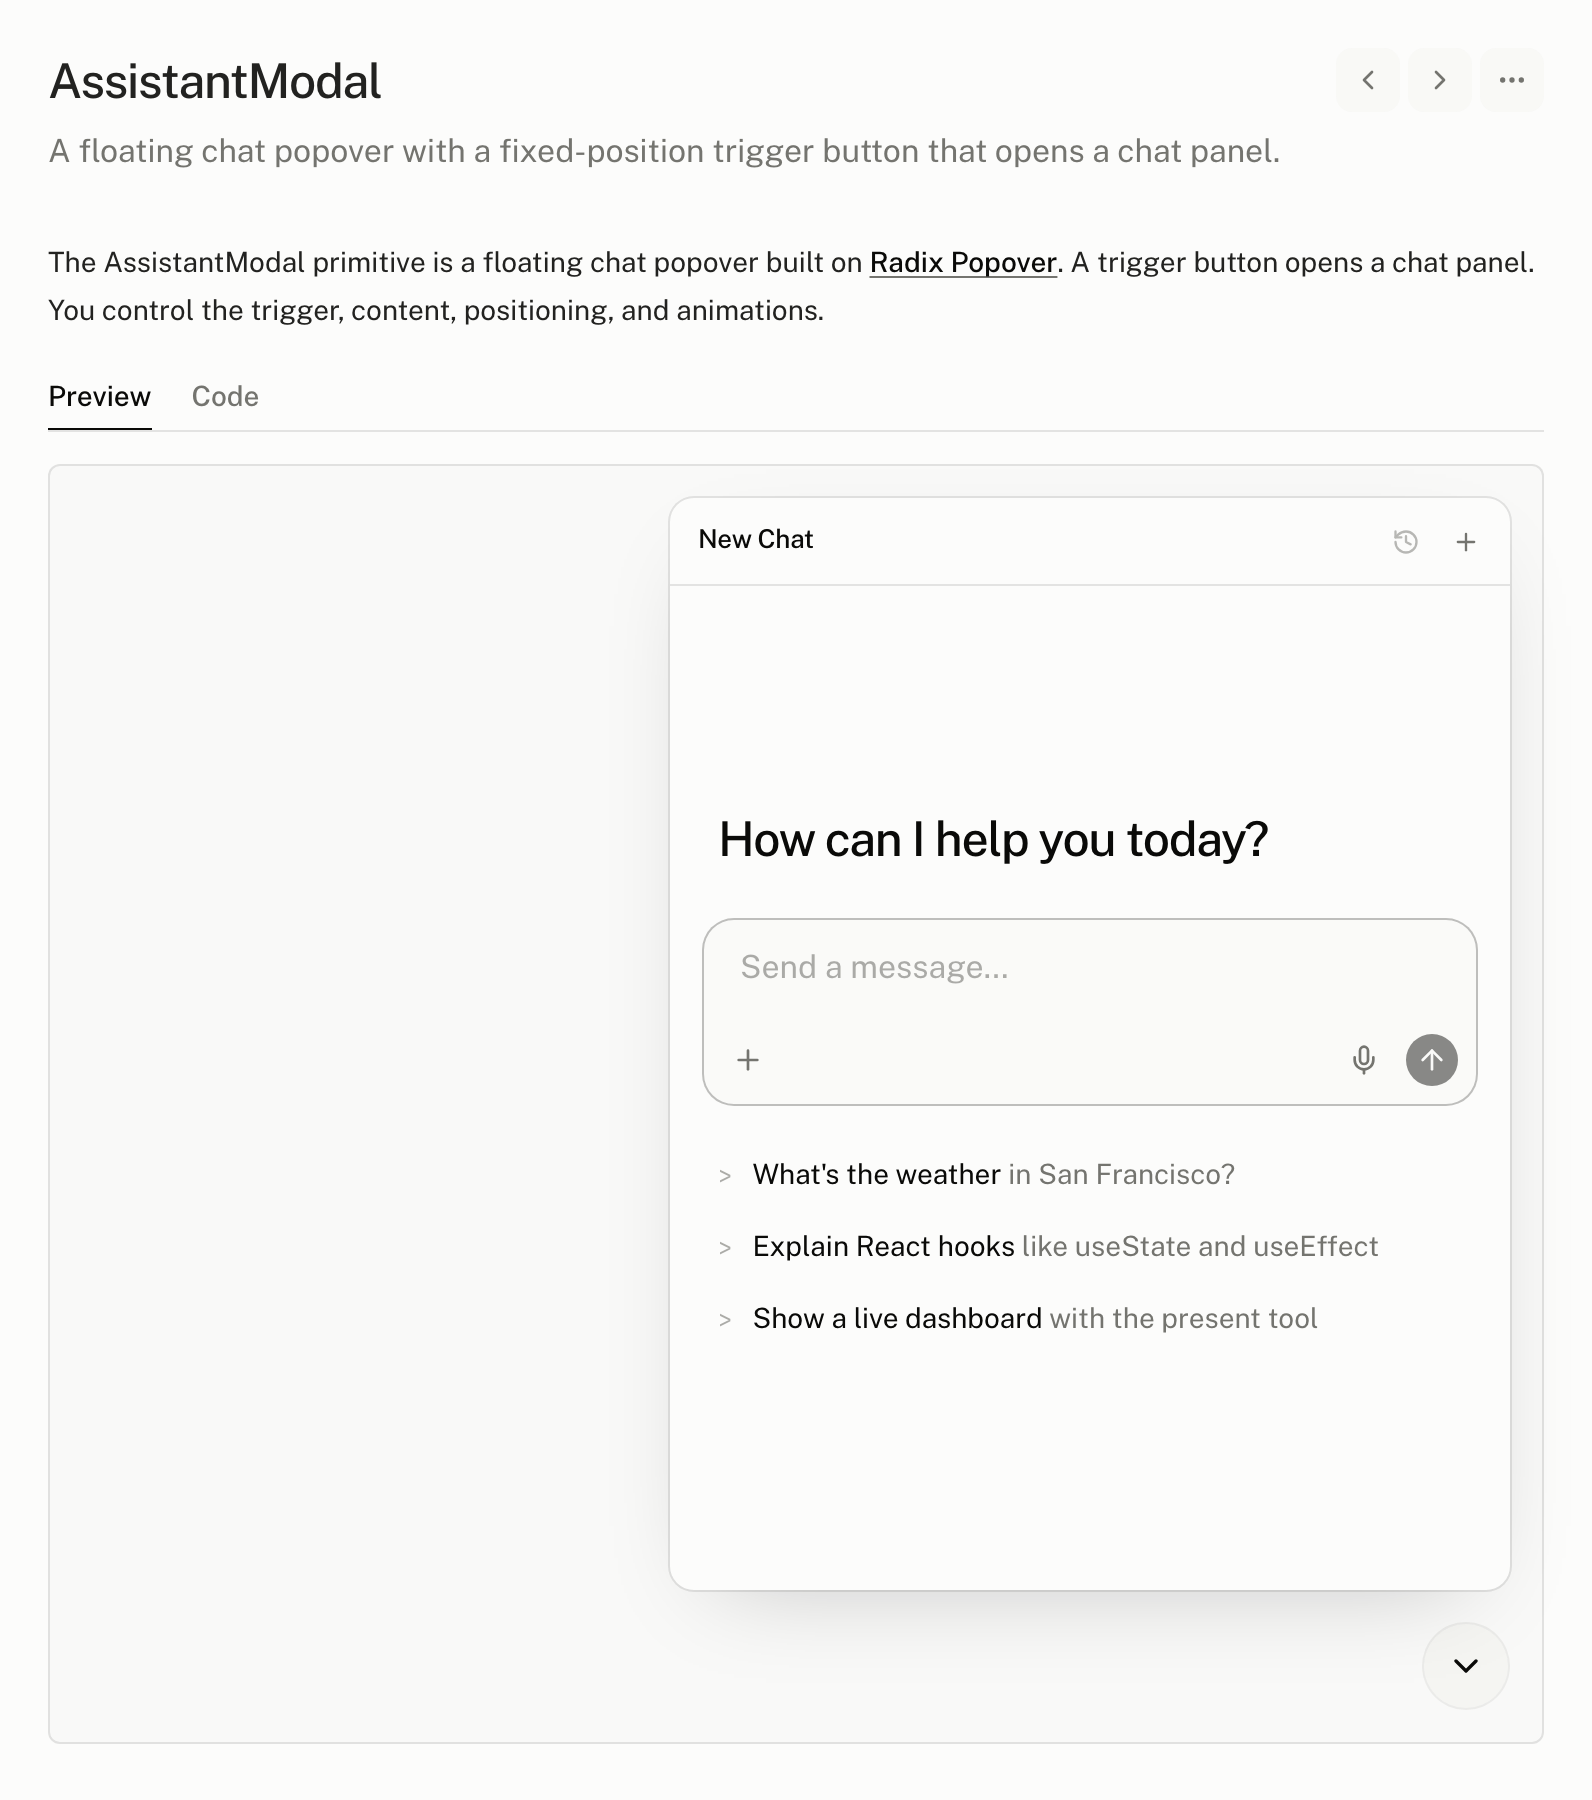 AssistantModal
A floating chat popover with a fixed-position trigger button that opens a chat panel.
The AssistantModal primitive is a floating chat popover built on Radix Popover. A trigger button opens a chat panel.
You control the trigger, content, positioning, and animations.
Preview Code
New Chat
How can I help you today?
Send a message...
> What's the weather in San Francisco?
> Explain React hooks like useState and useEffect
> Show a live dashboard with the present tool